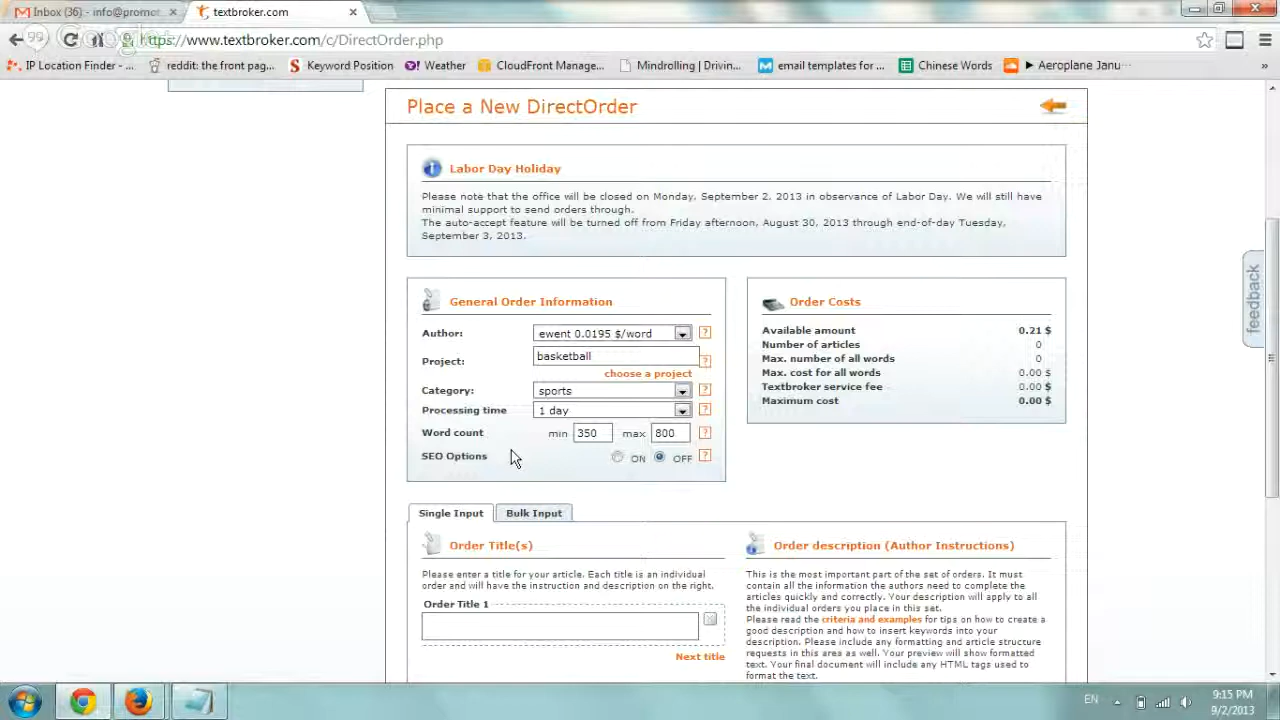 Inbox (36) - info@promot
textbroker.com
https://www.textbroker.com/c/DirectOrder.php
IP Location Finder - ...
reddit: the front pag...
Keyword Position
Weather
CloudFront Manage...
Mindrolling | Drivin...
email templates for ...
Chinese Words
Aeroplane Janu...
»
Place a New DirectOrder
Labor Day Holiday
Please note that the office will be closed on Monday, September 2, 2013 in observance of Labor Day. We will still have
minimal support to send orders through.
The auto-accept feature will be turned off from Friday afternoon, August 30, 2013 through end-of-day Tuesday,
September 3, 2013.
General Order Information
Author: ewent 0.0195 $/word ?
Project: basketball ?
choose a project
Category: sports ?
Processing time 1 day ?
Word count min 350 max 800 ?
SEO Options ON OFF ?
Order Costs
Available amount 0.21 $
Number of articles 0
Max. number of all words 0
Max. cost for all words 0.00 $
Textbroker service fee 0.00 $
Maximum cost 0.00 $
feedback
Single Input Bulk Input
Order Title(s)
Please enter a title for your article. Each title is an individual
order and will have the instruction and description on the right.
Order Title 1
Next title
Order description (Author Instructions)
This is the most important part of the set of orders. It must
contain all the information the authors need to complete the
articles quickly and correctly. Your description will apply to all
the individual orders you place in this set.
Please read the criteria and examples for tips on how to create a
good description and how to insert keywords into your
description. Please include any formatting and article structure
requests in this area as well. Your preview will show formatted
text. Your final document will include any HTML tags used to
format the text.
EN
9:15 PM
9/2/2013